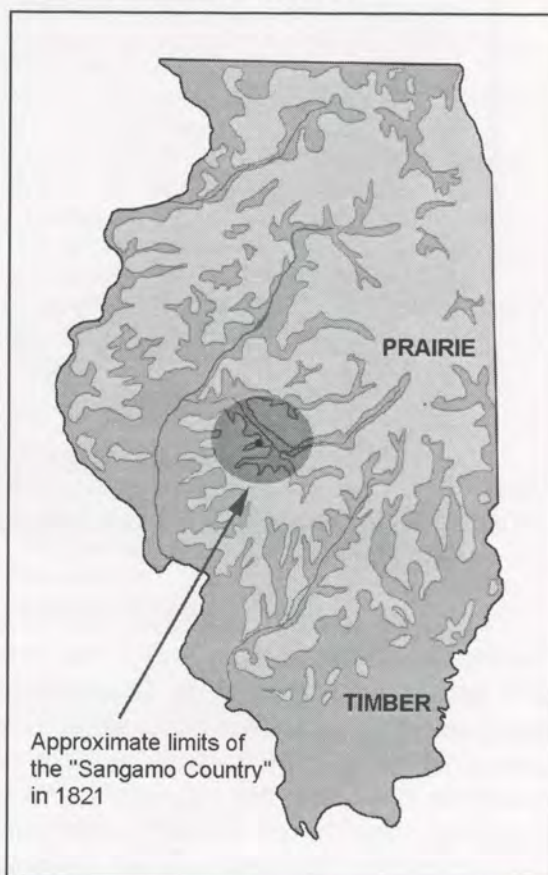 PRAIRIE
TIMBER
Approximate limits of
the "Sangamo Country"
in 1821